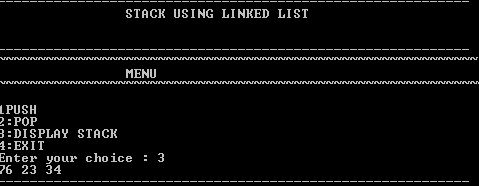 STACK USING LINKED LIST
MENU
1PUSH
2:POP
3:DISPLAY STACK
4:EXIT
Enter your choice : 3
76 23 34